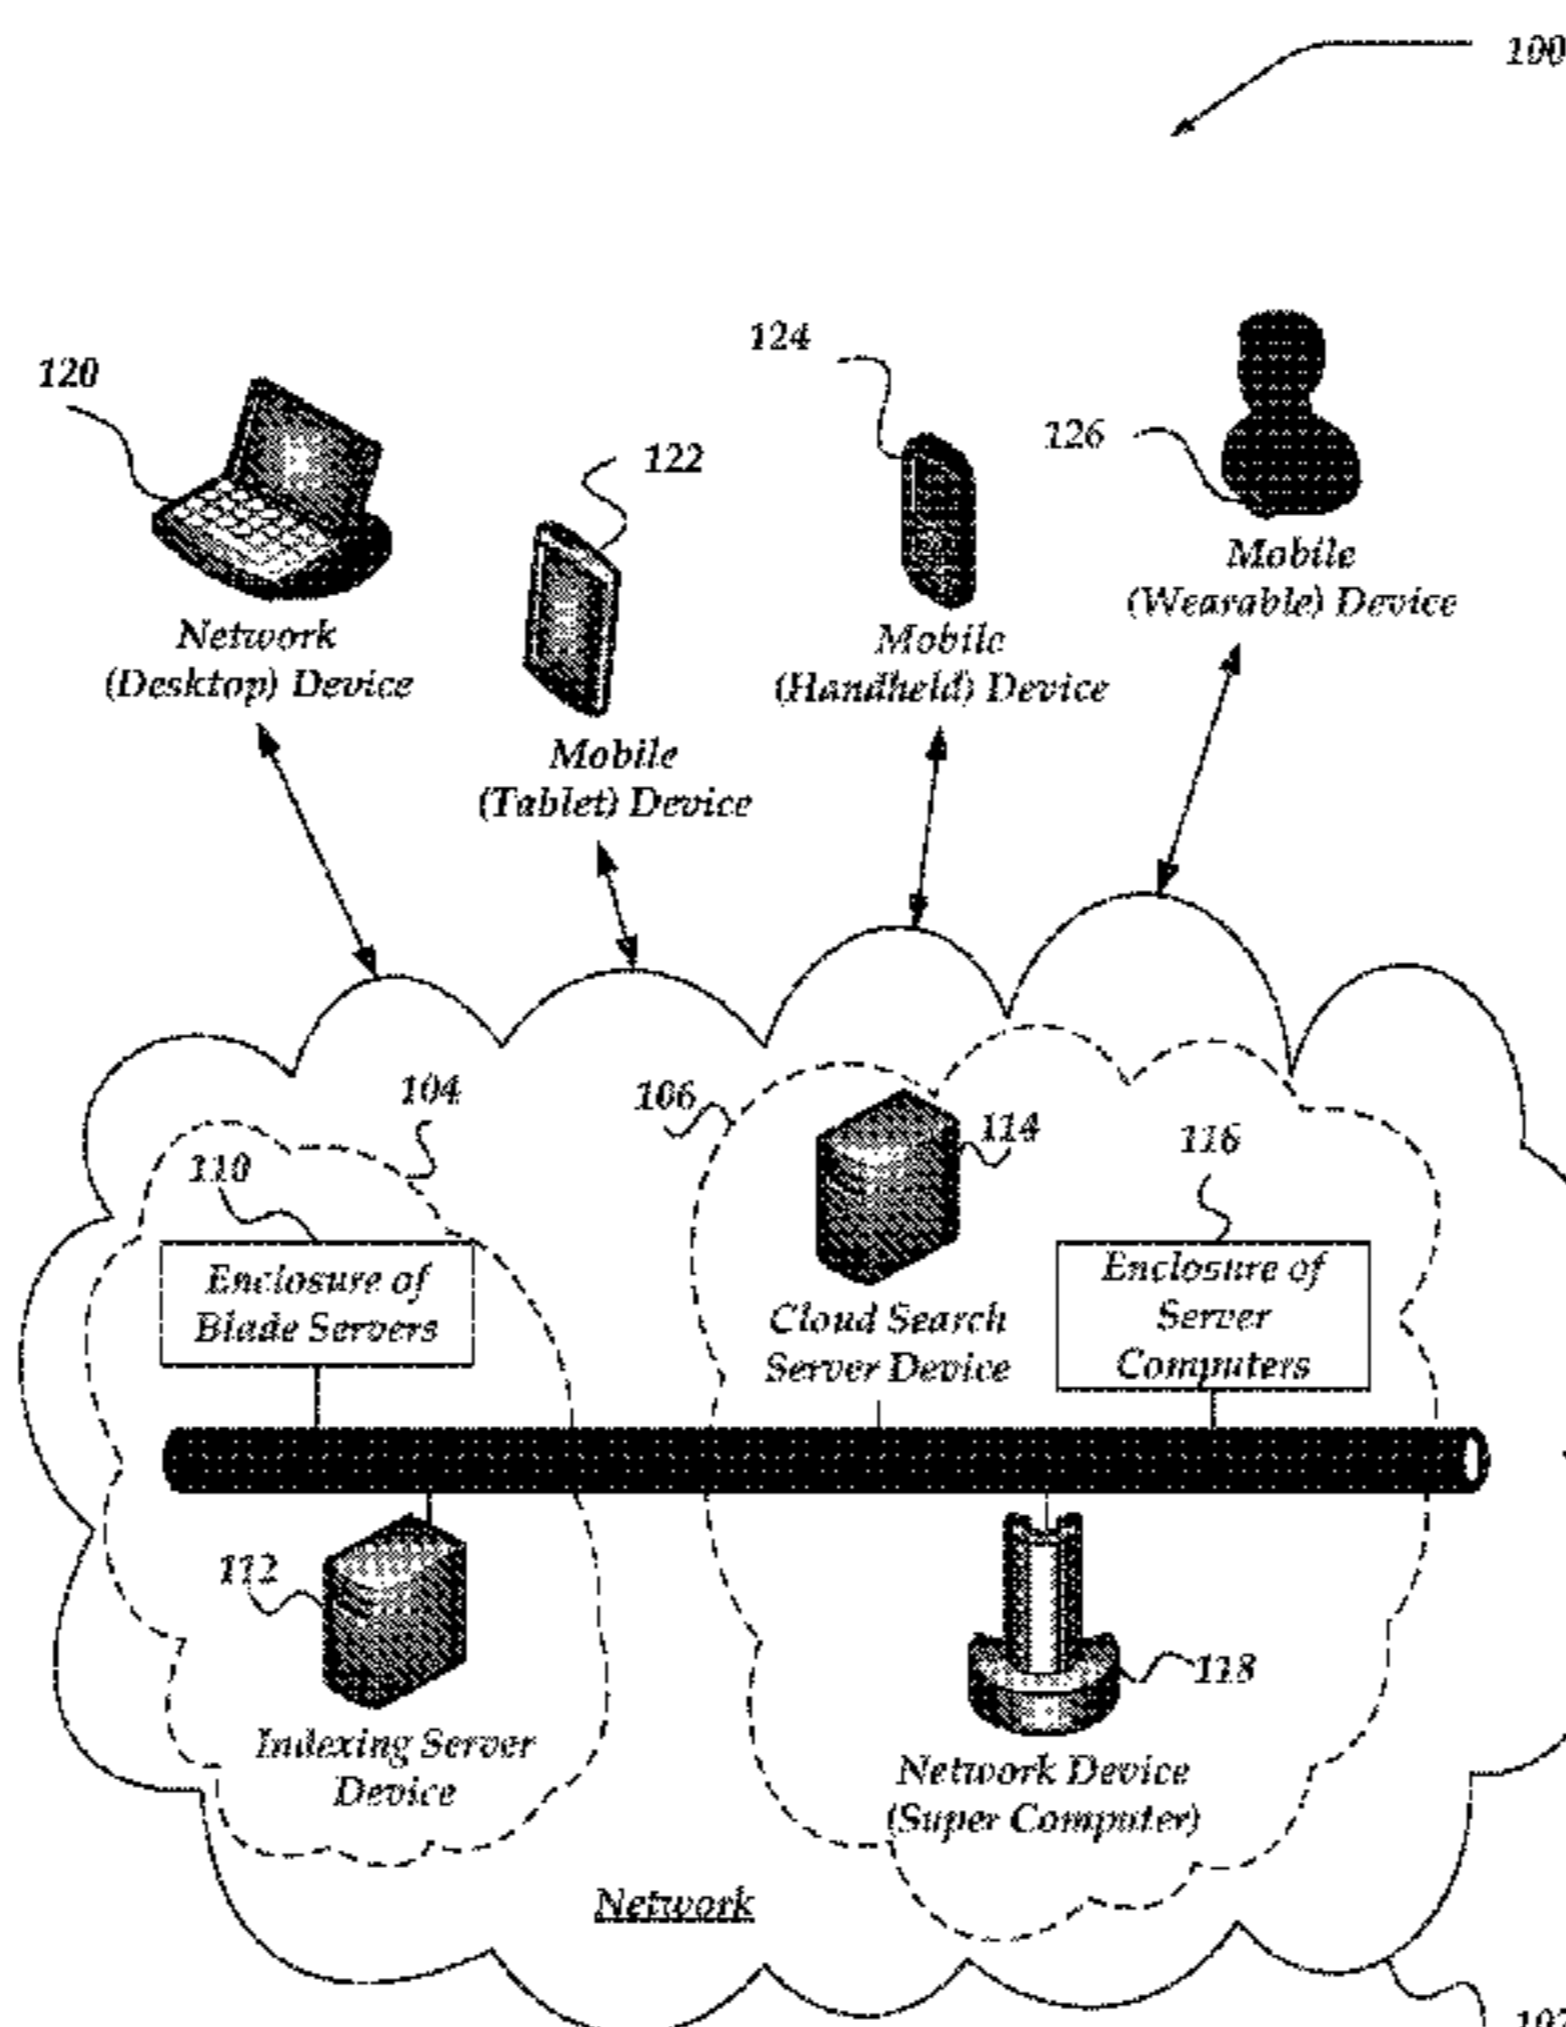 100
124
120
126
122
Mobile
(Wearable) Device
Network
(Desktop) Device
Mobile
(Handheld) Device
Mobile
(Tablet) Device
104
106
114
116
110
Enclosure of
Blade Servers
Enclosure of
Server
Computers
Cloud Search
Server Device
112
118
Indexing Server
Device
Network Device
(Super Computer)
Network